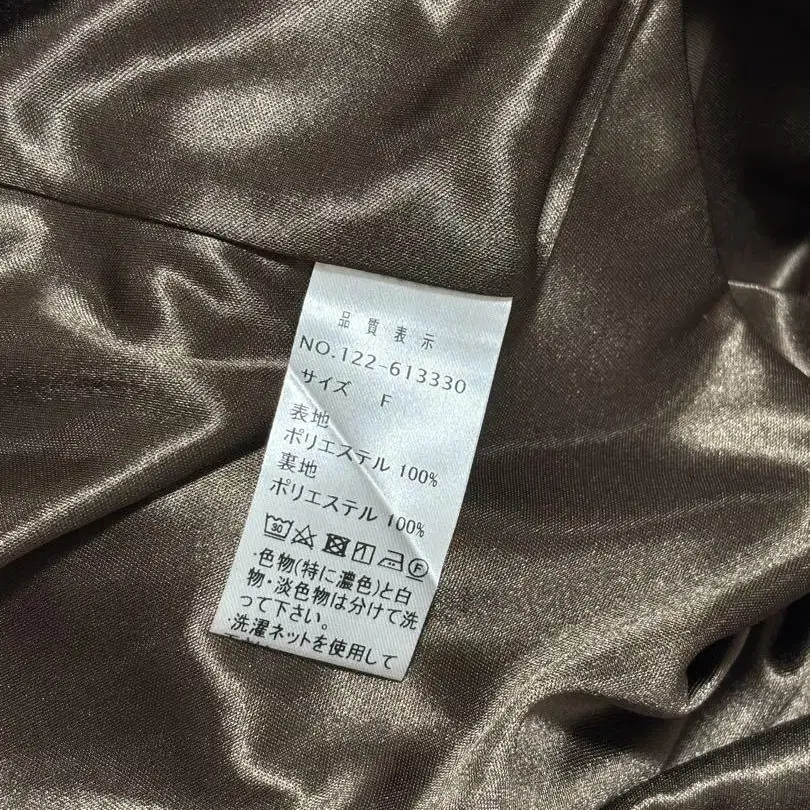 品質表示
NO.122-613330
サイズ F
表地
ポリエステル 100%
裏地
ポリエステル 100%
30 F
・色物(特に濃色)と白
物・淡色物は分けて洗
って下さい。
・洗濯ネットを使用して